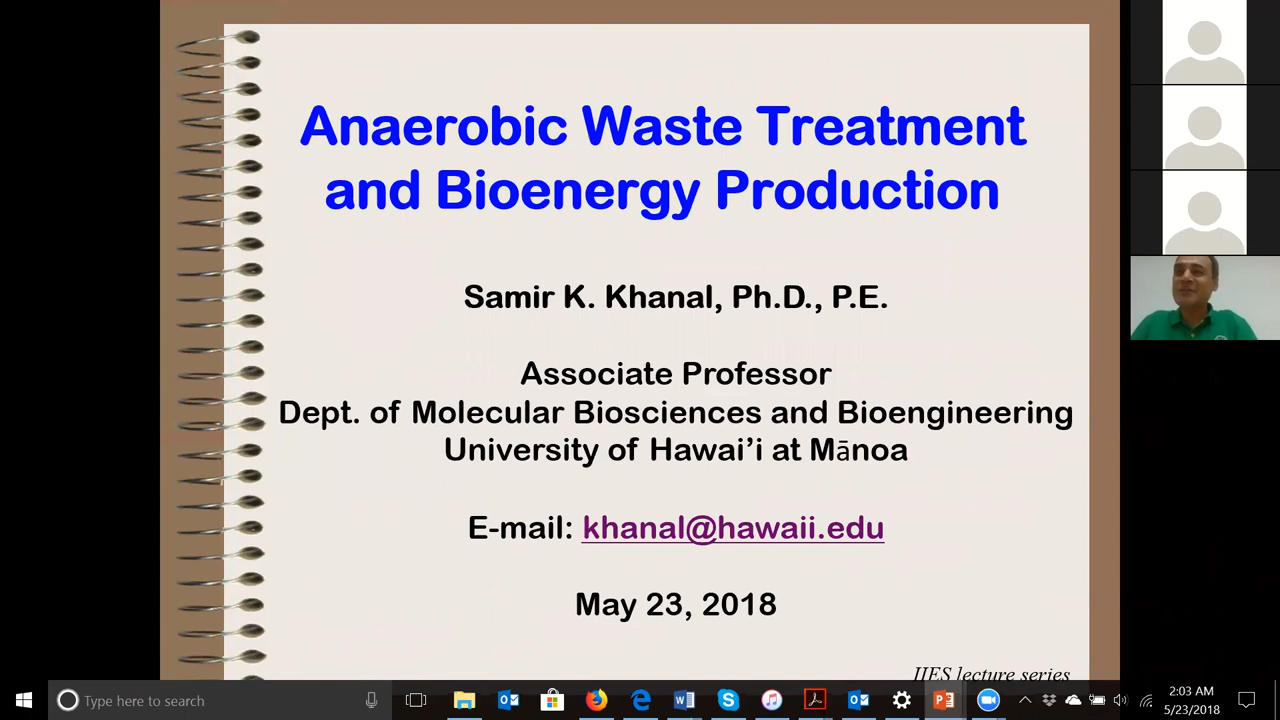 Anaerobic Waste Treatment
and Bioenergy Production
Samir K. Khanal, Ph.D., P.E.
Associate Professor
Dept. of Molecular Biosciences and Bioengineering
University of Hawai’i at Mānoa
E-mail: khanal@hawaii.edu
May 23, 2018
IIES lecture series
Type here to search
2:03 AM
5/23/2018